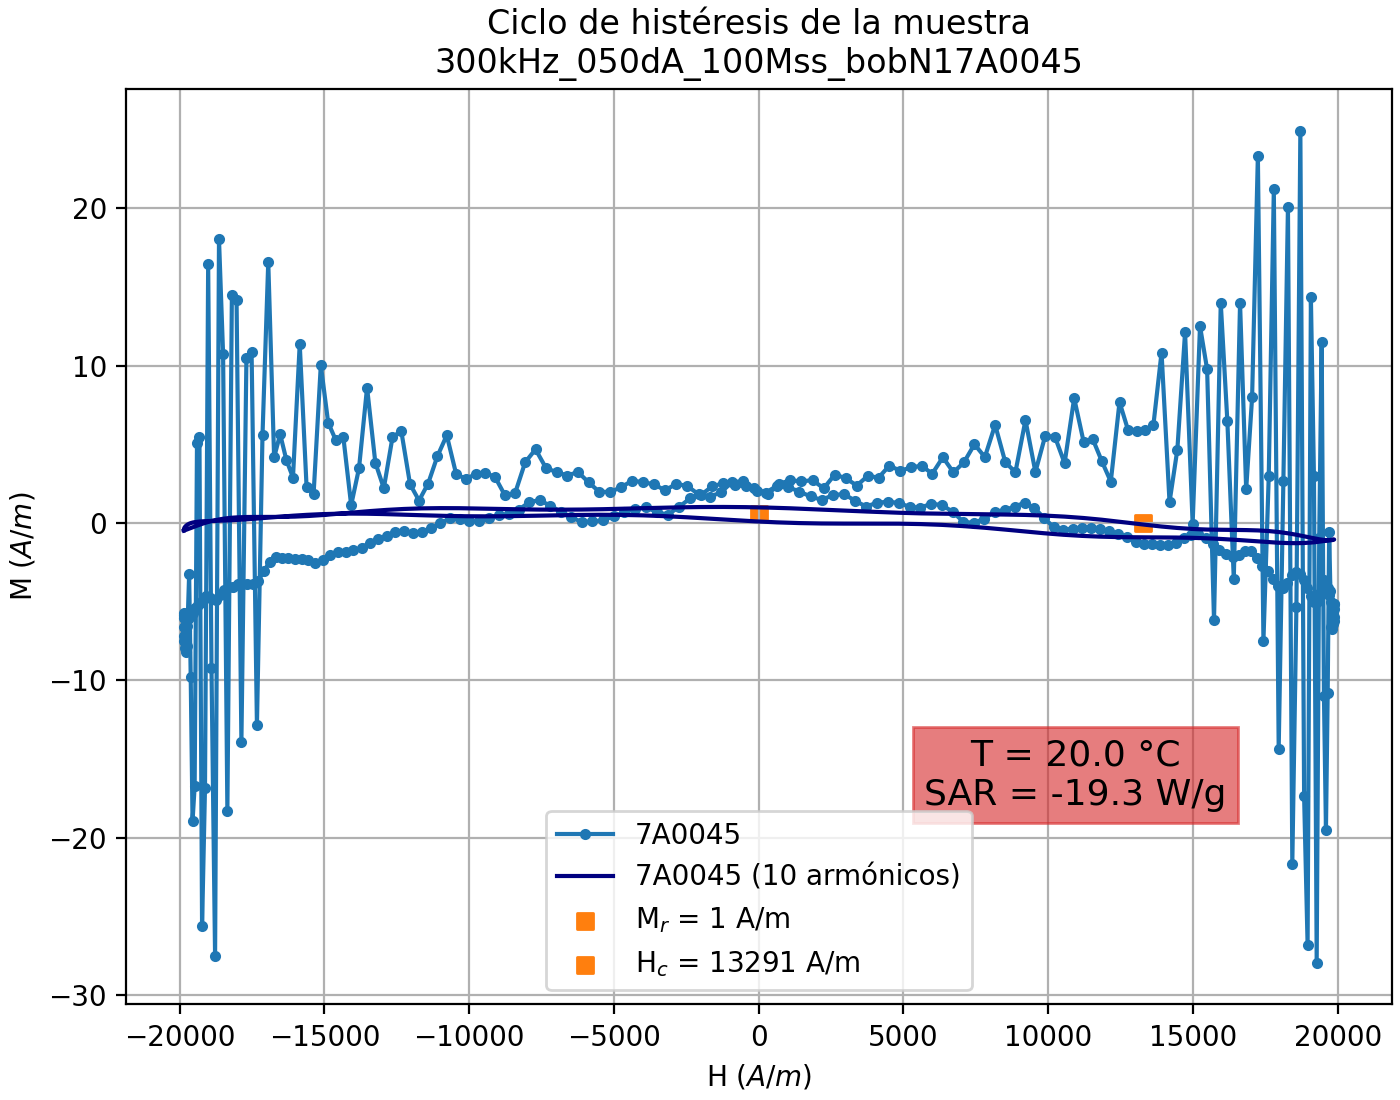 Ciclo de histéresis de la muestra
300kHz_050dA_100Mss_bobN17A0045
M (A/m)
20
10
0
−10
−20
−30
T = 20.0 °C
SAR = -19.3 W/g
7A0045
7A0045 (10 armónicos)
Mr = 1 A/m
Hc = 13291 A/m
−20000 −15000 −10000 −5000 0 5000 10000 15000 20000
H (A/m)